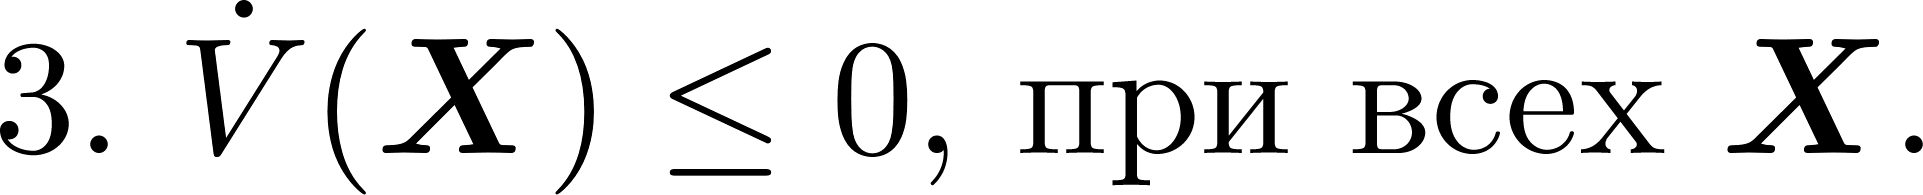 3. V̇(X) ≤ 0, при всех X.